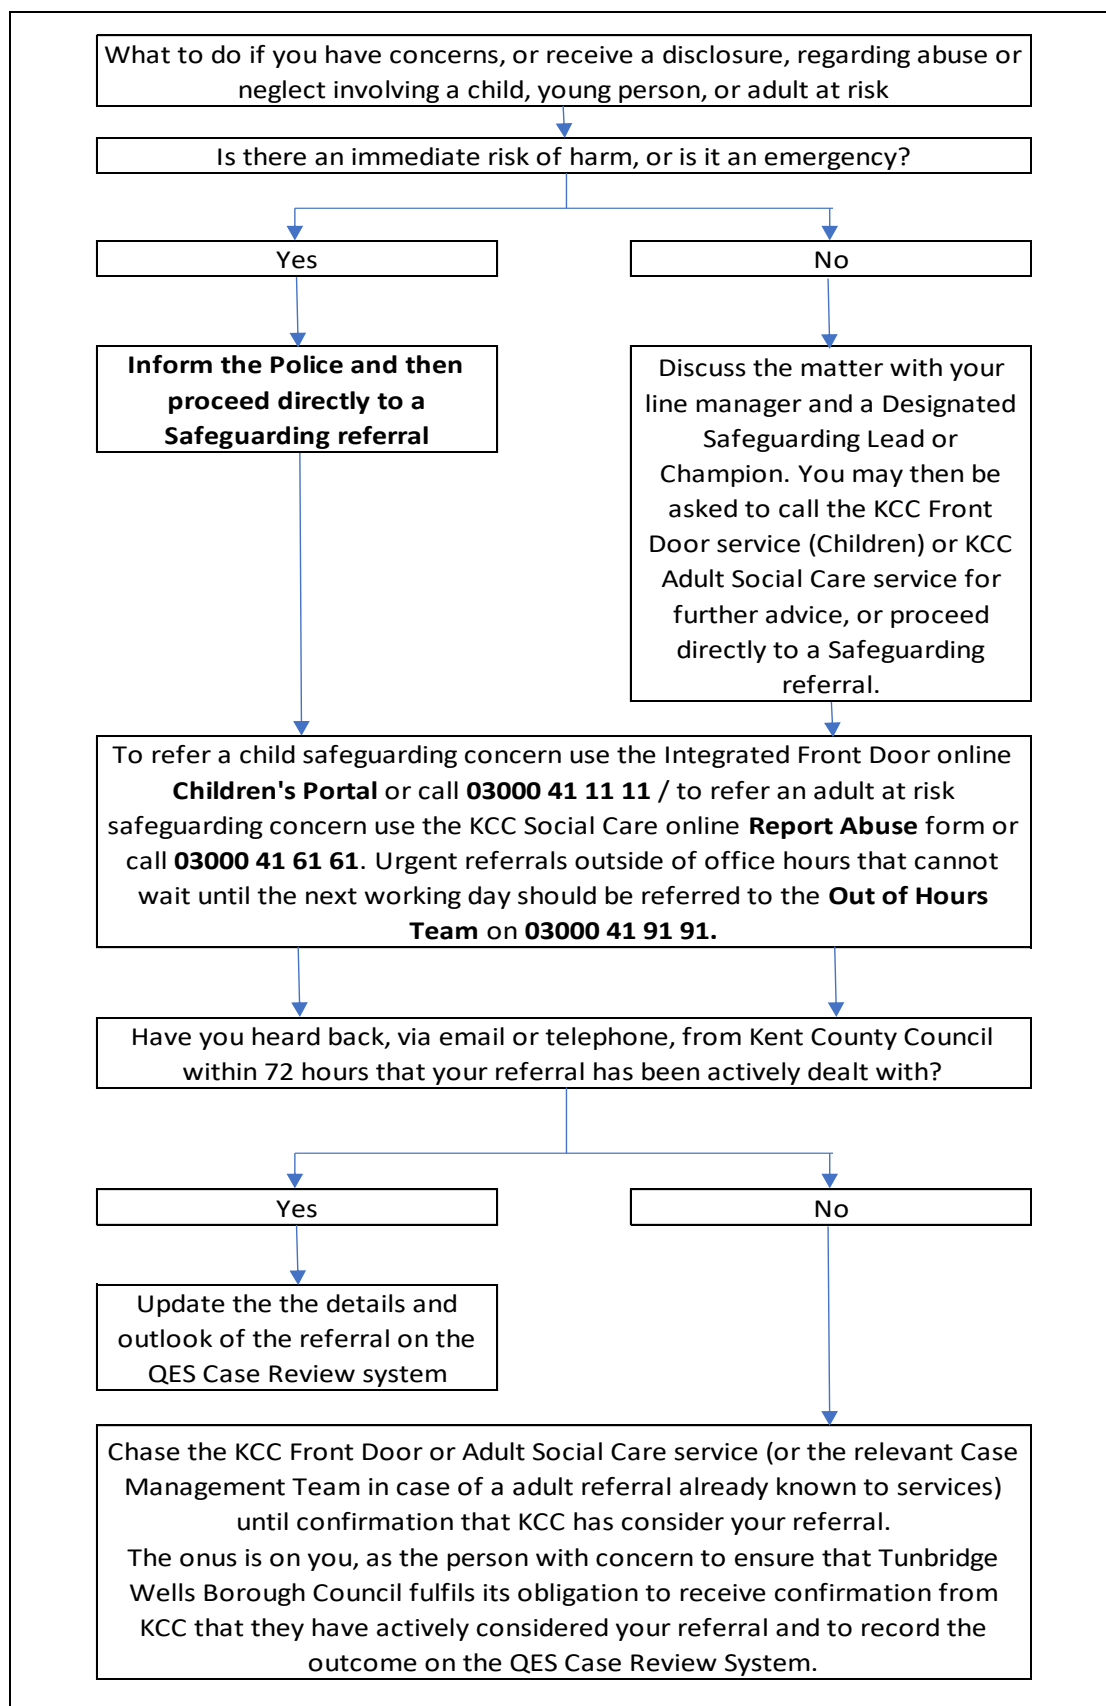 What to do if you have concerns, or receive a disclosure, regarding abuse or
neglect involving a child, young person, or adult at risk
Is there an immediate risk of harm, or is it an emergency?
Yes
No
Inform the Police and then
proceed directly to a
Safeguarding referral
Discuss the matter with your
line manager and a Designated
Safeguarding Lead or
Champion. You may then be
asked to call the KCC Front
Door service (Children) or KCC
Adult Social Care service for
further advice, or proceed
directly to a Safeguarding
referral.
To refer a child safeguarding concern use the Integrated Front Door online
Children's Portal or call 03000 41 11 11 / to refer an adult at risk
safeguarding concern use the KCC Social Care online Report Abuse form or
call 03000 41 61 61. Urgent referrals outside of office hours that cannot
wait until the next working day should be referred to the Out of Hours
Team on 03000 41 91 91.
Have you heard back, via email or telephone, from Kent County Council
within 72 hours that your referral has been actively dealt with?
Yes
No
Update the the details and
outlook of the referral on the
QES Case Review system
Chase the KCC Front Door or Adult Social Care service (or the relevant Case
Management Team in case of a adult referral already known to services)
until confirmation that KCC has consider your referral.
The onus is on you, as the person with concern to ensure that Tunbridge
Wells Borough Council fulfils its obligation to receive confirmation from
KCC that they have actively considered your referral and to record the
outcome on the QES Case Review System.